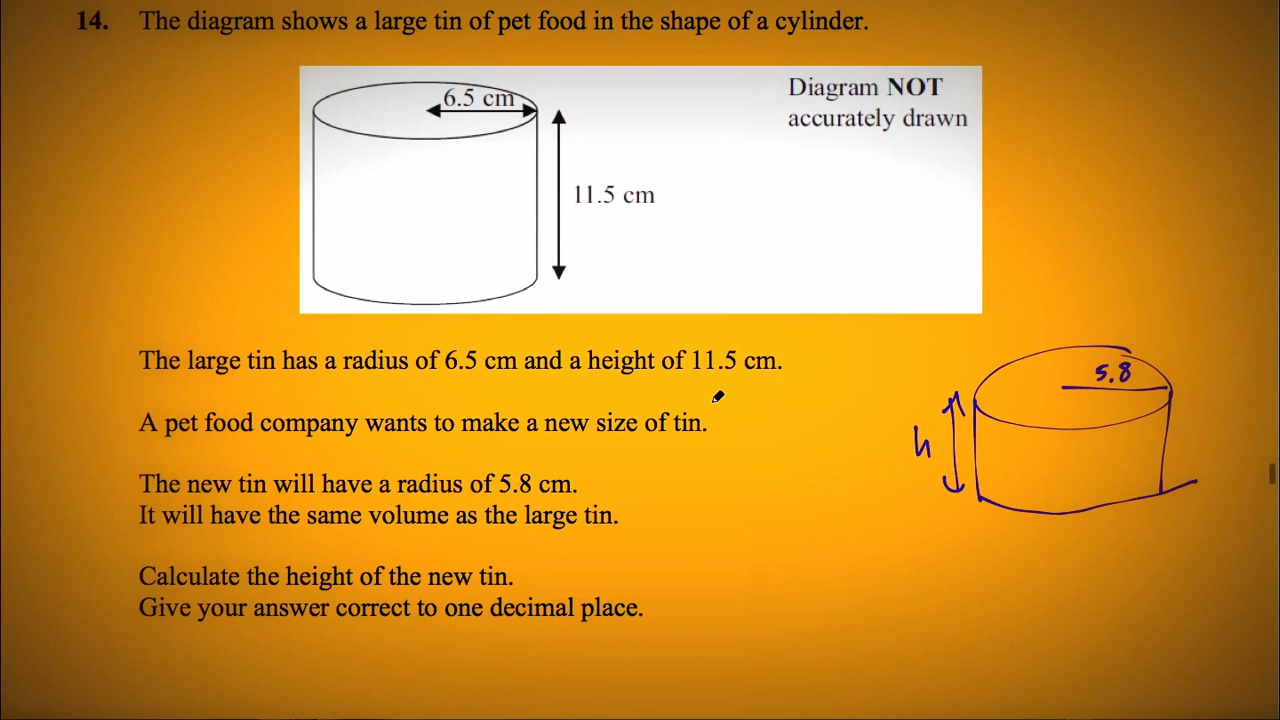 14. The diagram shows a large tin of pet food in the shape of a cylinder.
6.5 cm
Diagram NOT
accurately drawn
11.5 cm
The large tin has a radius of 6.5 cm and a height of 11.5 cm.
5.8
A pet food company wants to make a new size of tin.
h
The new tin will have a radius of 5.8 cm.
It will have the same volume as the large tin.
Calculate the height of the new tin.
Give your answer correct to one decimal place.